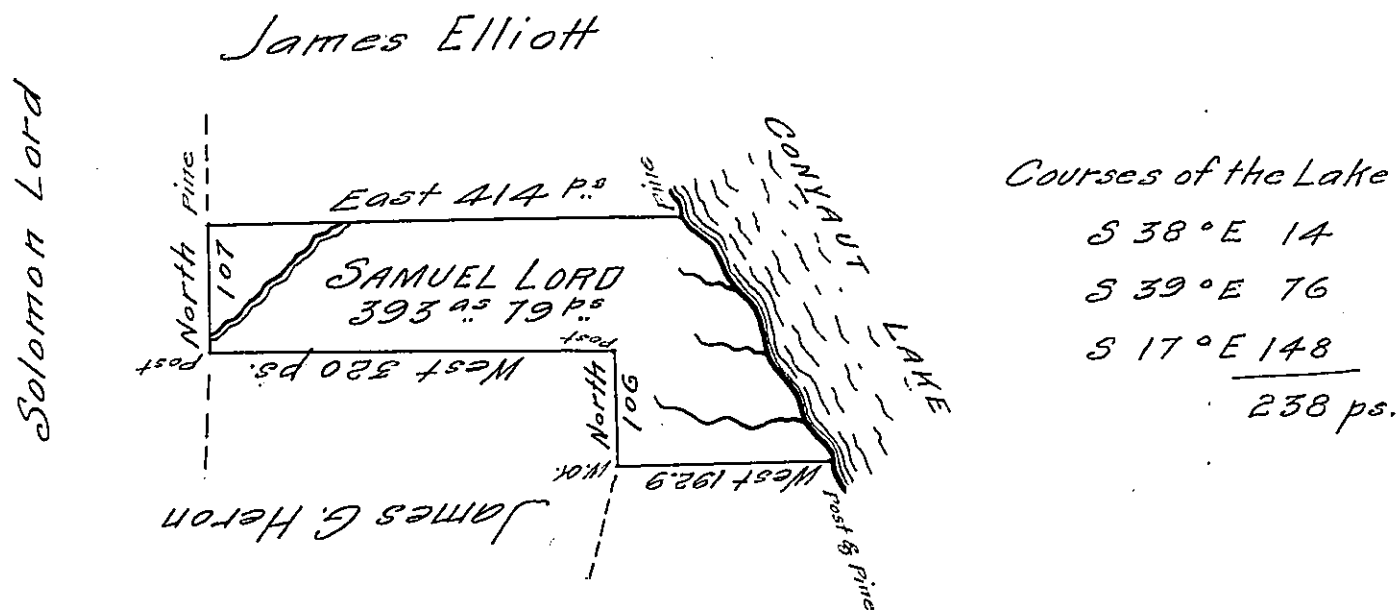 James Elliott
Solomon Lord
CONYAUT LAKE
Pine
Pine
East 414 ps
North 107
SAMUEL LORD
393 as 79 ps
Post
West 320 ps.
Post
North 106
W.O.
West 192.9
Post & Pine
James G. Heron
Courses of the Lake
S 38° E 14
S 39° E 76
S 17° E 148
238 ps.